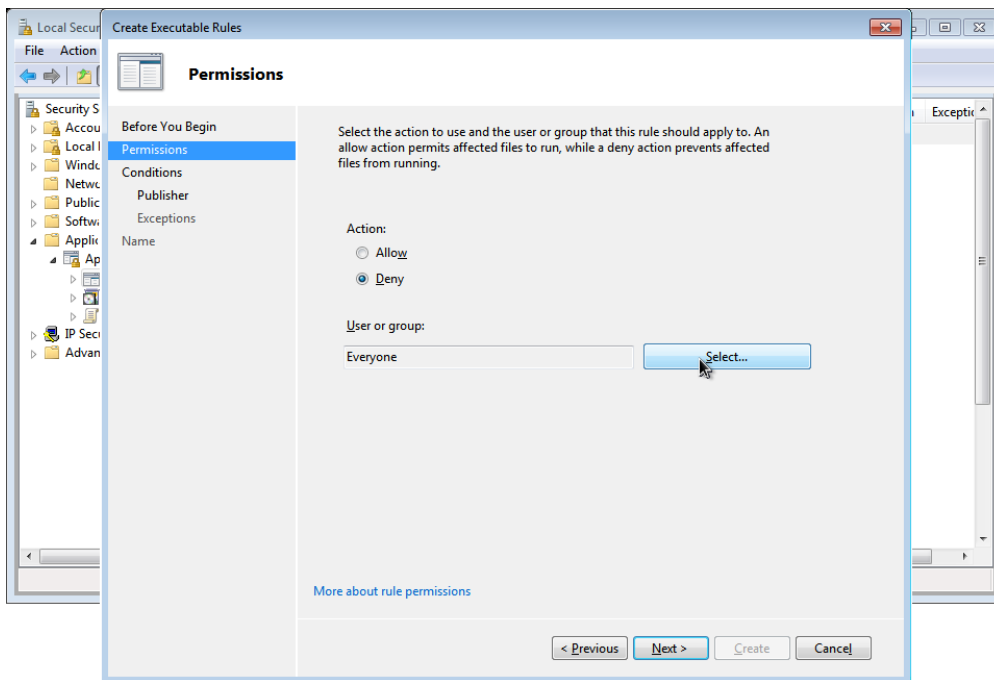 Local Secur
Create Executable Rules
File Action
Permissions
Security S
Accou
Local
Windo
Netwo
Public
Softw
Applic
Ap
IP Secu
Advan
Before You Begin
Permissions
Conditions
Publisher
Exceptions
Name
Select the action to use and the user or group that this rule should apply to. An
allow action permits affected files to run, while a deny action prevents affected
files from running.
Action:
Allow
Deny
User or group:
Everyone
Select...
More about rule permissions
< Previous
Next >
Create
Cancel
Exceptic